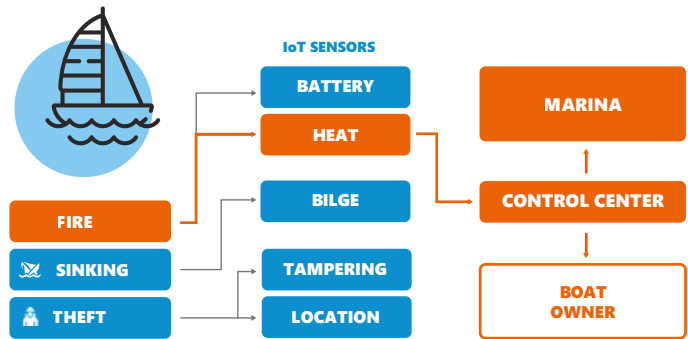 IoT SENSORS
BATTERY
HEAT
BILGE
TAMPERING
LOCATION
FIRE
SINKING
THEFT
MARINA
CONTROL CENTER
BOAT
OWNER